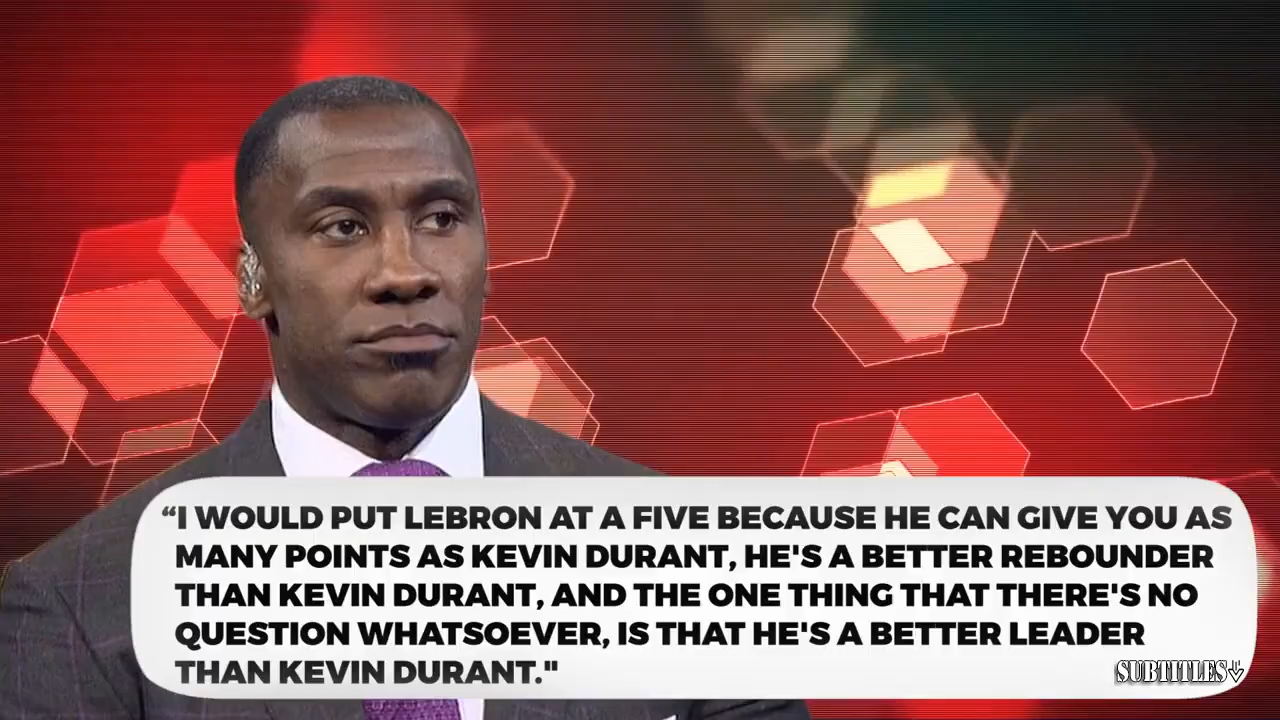 “I WOULD PUT LEBRON AT A FIVE BECAUSE HE CAN GIVE YOU AS
MANY POINTS AS KEVIN DURANT, HE'S A BETTER REBOUNDER
THAN KEVIN DURANT, AND THE ONE THING THAT THERE'S NO
QUESTION WHATSOEVER, IS THAT HE'S A BETTER LEADER
THAN KEVIN DURANT."
SUBTITLES